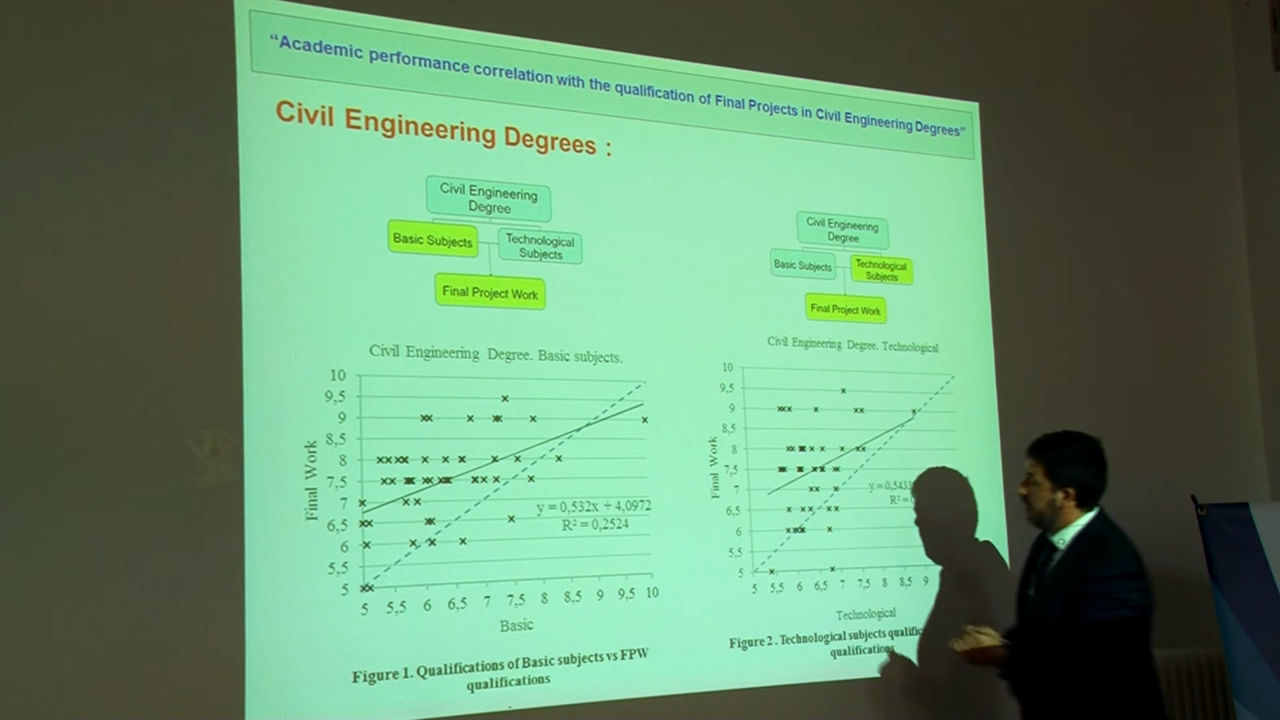 “Academic performance correlation with the qualification of Final Projects in Civil Engineering Degrees”
Civil Engineering Degrees :
Civil Engineering
Degree
Basic Subjects
Technological
Subjects
Final Project Work
Civil Engineering
Degree
Basic Subjects
Technological
Subjects
Final Project Work
Civil Engineering Degree. Basic subjects.
10
9,5
9
8,5
8
7,5
7
6,5
6
5,5
5
Final Work
y = 0,532x + 4,0972
R² = 0,2524
5 5,5 6 6,5 7 7,5 8 8,5 9 9,5 10
Basic
Figure 1. Qualifications of Basic subjects vs FPW
qualifications
Civil Engineering Degree. Technological
10
9,5
9
8,5
8
7,5
7
6,5
6
5,5
5
Final Work
y = 0,543
R² =
5 5,5 6 6,5 7 7,5 8 8,5 9
Technological
Figure 2 . Technological subjects
qualifications